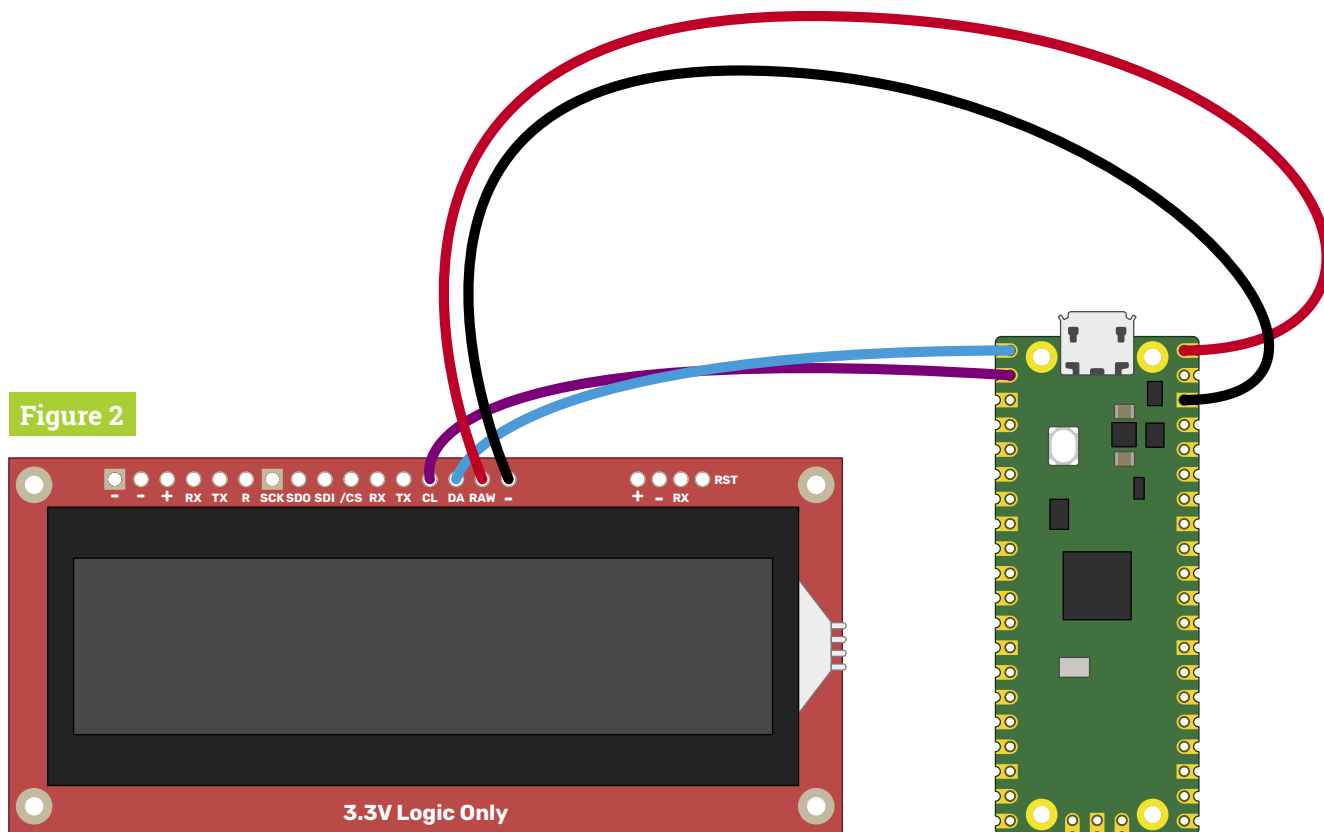 Figure 2
- - + RX TX R SCK SDO SDI /CS RX TX CL DA RAW - + - RX RST
3.3V Logic Only